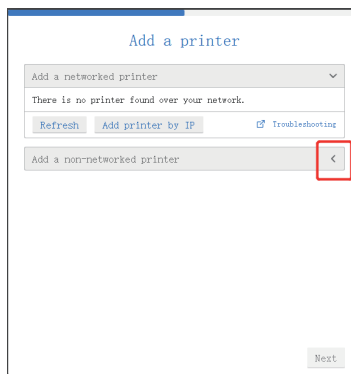 Add a printer
Add a networked printer
There is no printer found over your network.
Refresh Add printer by IP Troubleshooting
Add a non-networked printer
Next